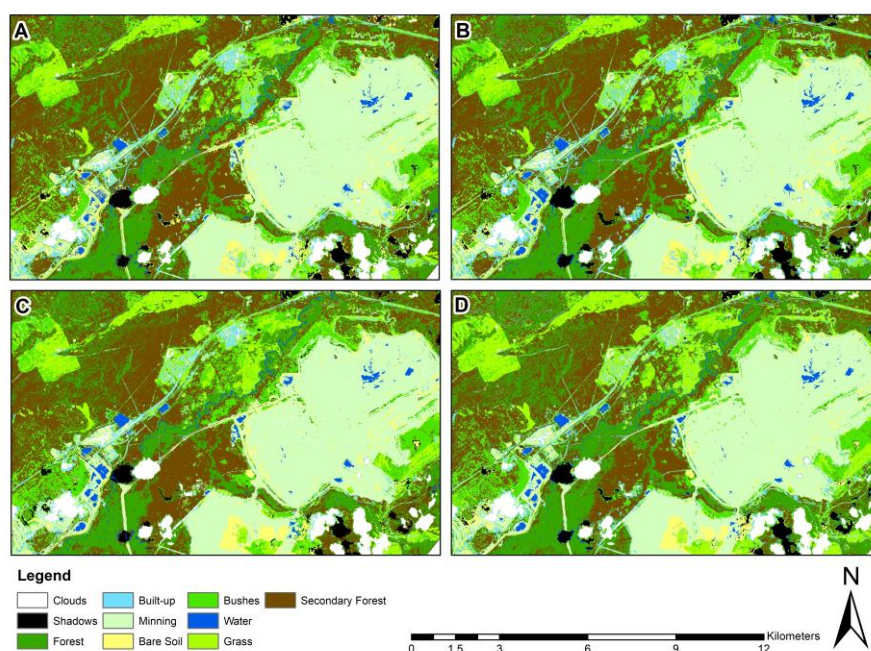 A
B
C
D
Legend
Clouds
Built-up
Bushes
Secondary Forest
Shadows
Minning
Water
Forest
Bare Soil
Grass
N
Kilometers
0 1.5 3 6 9 12